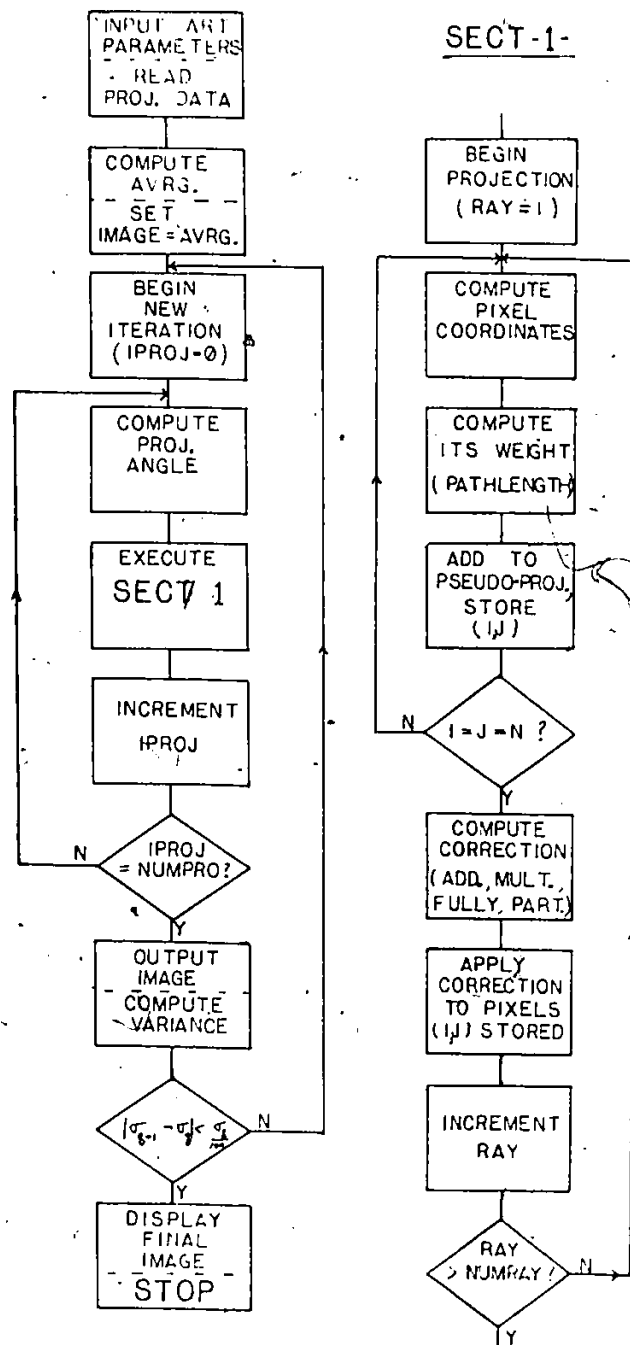 INPUT ART
PARAMETERS
READ
PROJ. DATA
COMPUTE
AVRG.
SET
IMAGE = AVRG.
BEGIN
NEW
ITERATION
(IPROJ=0)
COMPUTE
PROJ.
ANGLE
EXECUTE
SECT 1
INCREMENT
IPROJ
IPROJ
= NUMPRO?
N
Y
OUTPUT
IMAGE
COMPUTE
VARIANCE
N
Y
DISPLAY
FINAL
IMAGE
STOP
SECT-1-
BEGIN
PROJECTION
(RAY=1)
COMPUTE
PIXEL
COORDINATES
COMPUTE
ITS WEIGHT
(PATHLENGTH)
ADD TO
PSEUDO-PROJ.,
STORE
(I,J)
I = J = N ?
N
Y
COMPUTE
CORRECTION
(ADD., MULT.,
FULLY, PART.)
APPLY
CORRECTION
TO PIXELS
(I,J) STORED
INCREMENT
RAY
RAY
> NUMRAY?
N
Y